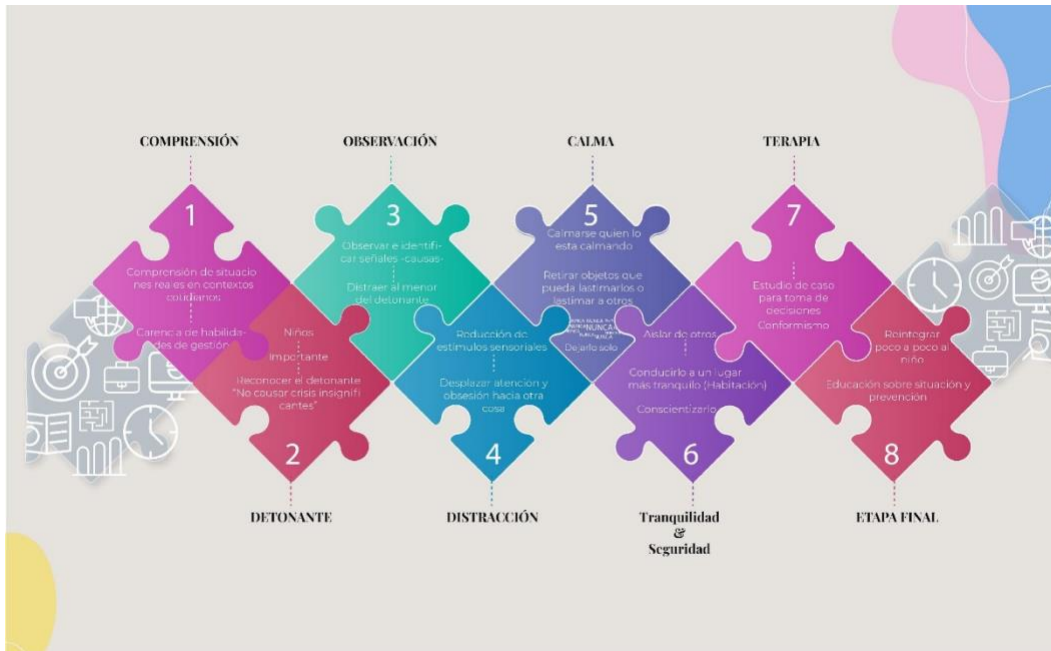 COMPRENSIÓN
1
Comprensión de situacio
nes reales en contextos
cotidianos
Carencia de habilida-
des de gestión
DETONANTE
2
Niños
Importante
Reconocer el detonante
"No causar crisis insignifi
cantes"
OBSERVACIÓN
3
Observar e identifi-
car señales -causas-
Distraer al menor
del detonante
DISTRACCIÓN
4
Reducción de
estimulos sensoriales
Desplazar atencion y
obsesión hacia otra
cosa
CALMA
5
Calmarse quien lo
esta calmando
Retirar objetos que
pueda lastimarlos o
lastimar a otros
NUNCA
Dejarlo solo
Tranquilidad
&
Seguridad
6
Aislar de otros
Conducirlo a un lugar
más tranquilo (Habitación)
Conscientizarlo
TERAPIA
7
Estudio de caso
para toma de
decisiones
Conformismo
ETAPA FINAL
8
Reintegrar
poco a poco al
niño
Educación sobre situación y
prevención